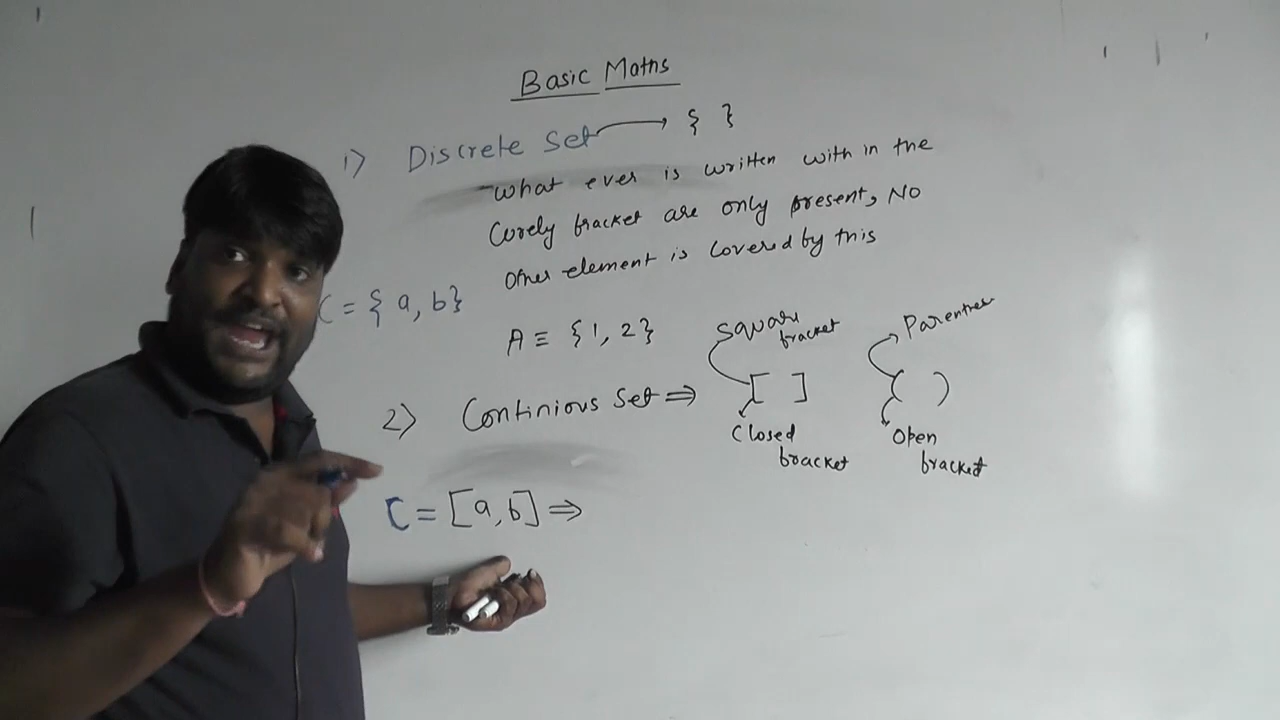 Basic Maths
1) Discrete Set → { }
What ever is written with in the
Curely bracket are only present, No
Other element is covered by this
C = { a, b}
A ≡ {1, 2}
Square bracket
Parenthes
2) Continious Set ⇒ [ ] ( )
Closed bracket
Open bracket
C = [a, b] ⇒